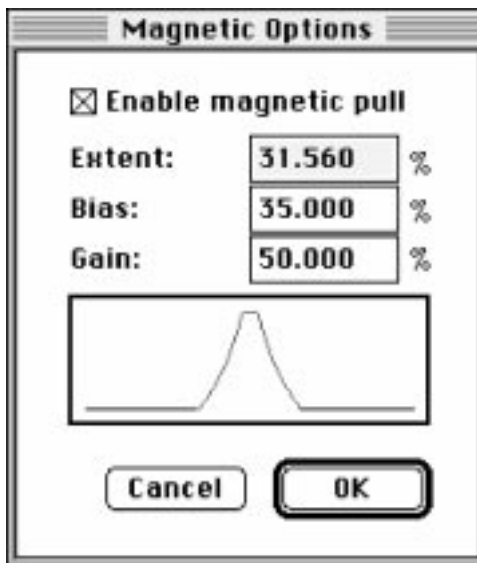 Magnetic Options
Enable magnetic pull
Extent: 31.560 %
Bias: 35.000 %
Gain: 50.000 %
Cancel OK